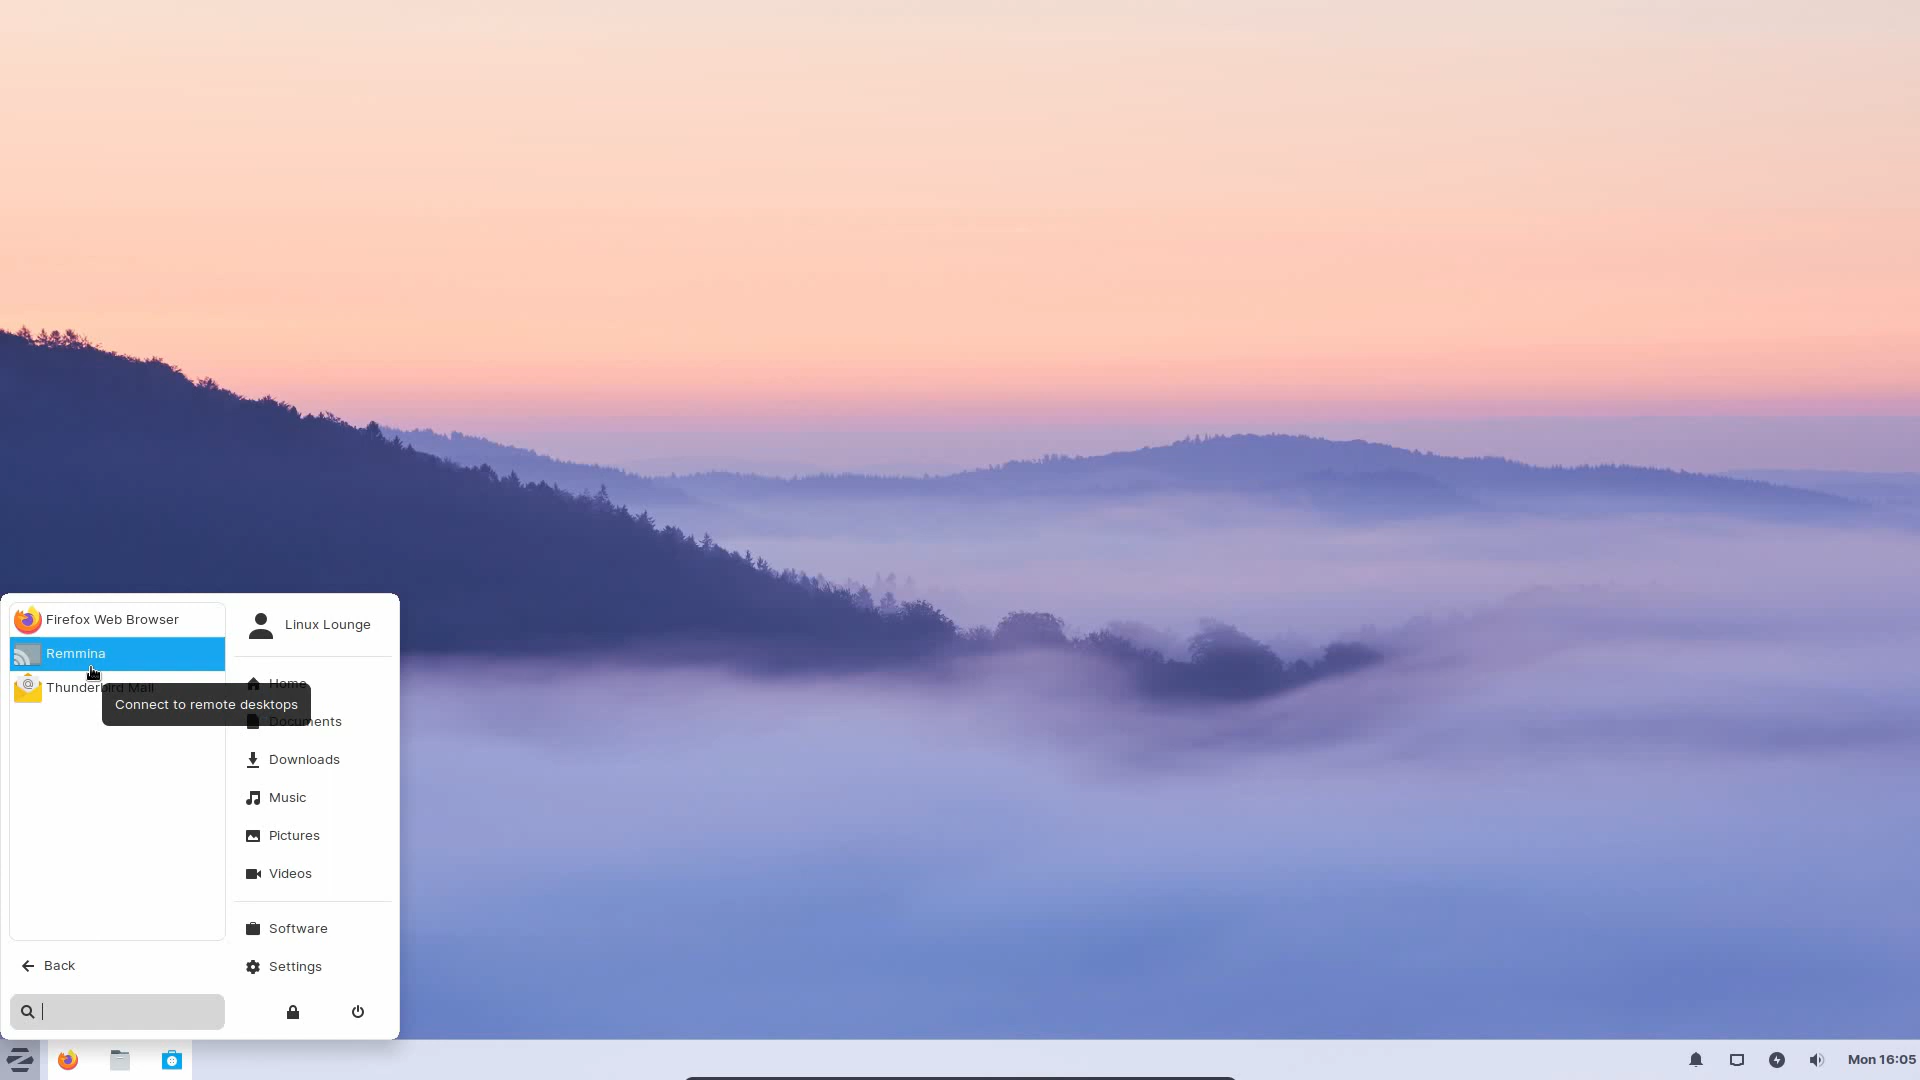 Firefox Web Browser
Remmina
Thunderbird Mail
Connect to remote desktops
Back
Linux Lounge
Home
Documents
Downloads
Music
Pictures
Videos
Software
Settings
Mon 16:05